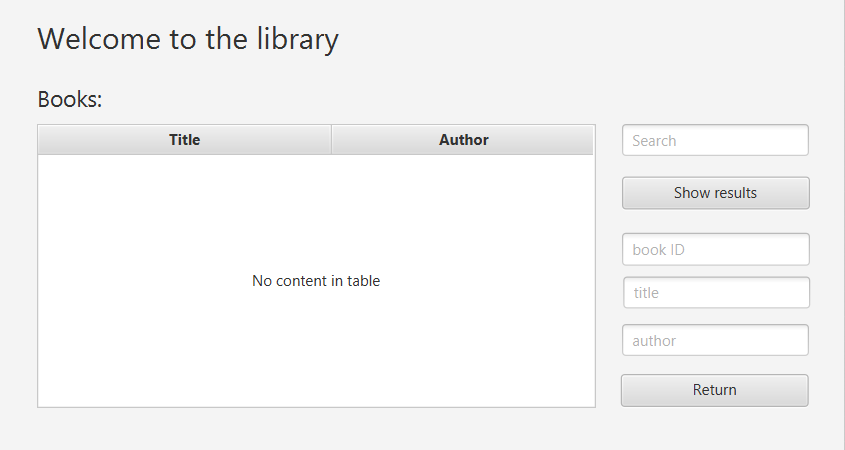 Welcome to the library
Books:
Title Author
No content in table
Search
Show results
book ID
title
author
Return